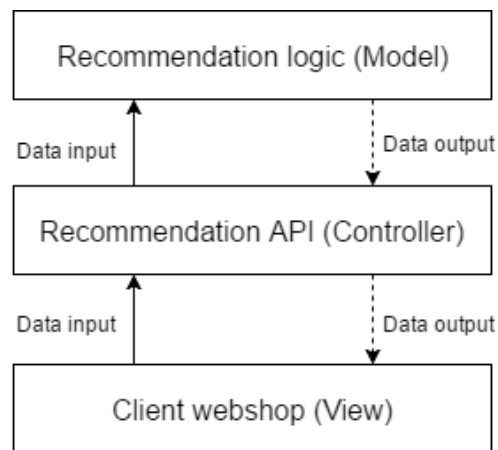 Recommendation logic (Model)
Data input
Data output
Recommendation API (Controller)
Data input
Data output
Client webshop (View)